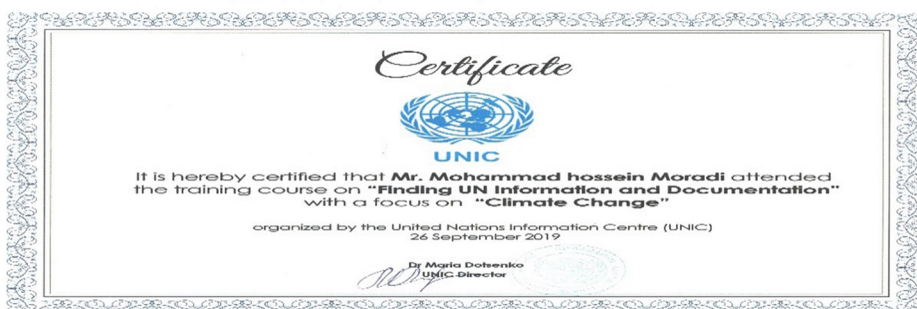 Certificate
UNIC
It is hereby certified that Mr. Mohammad hossein Moradi attended
the training course on “Finding UN Information and Documentation”
with a focus on “Climate Change”
organized by the United Nations Information Centre (UNIC)
26 September 2019
Dr Maria Dotsenko
UNIC Director